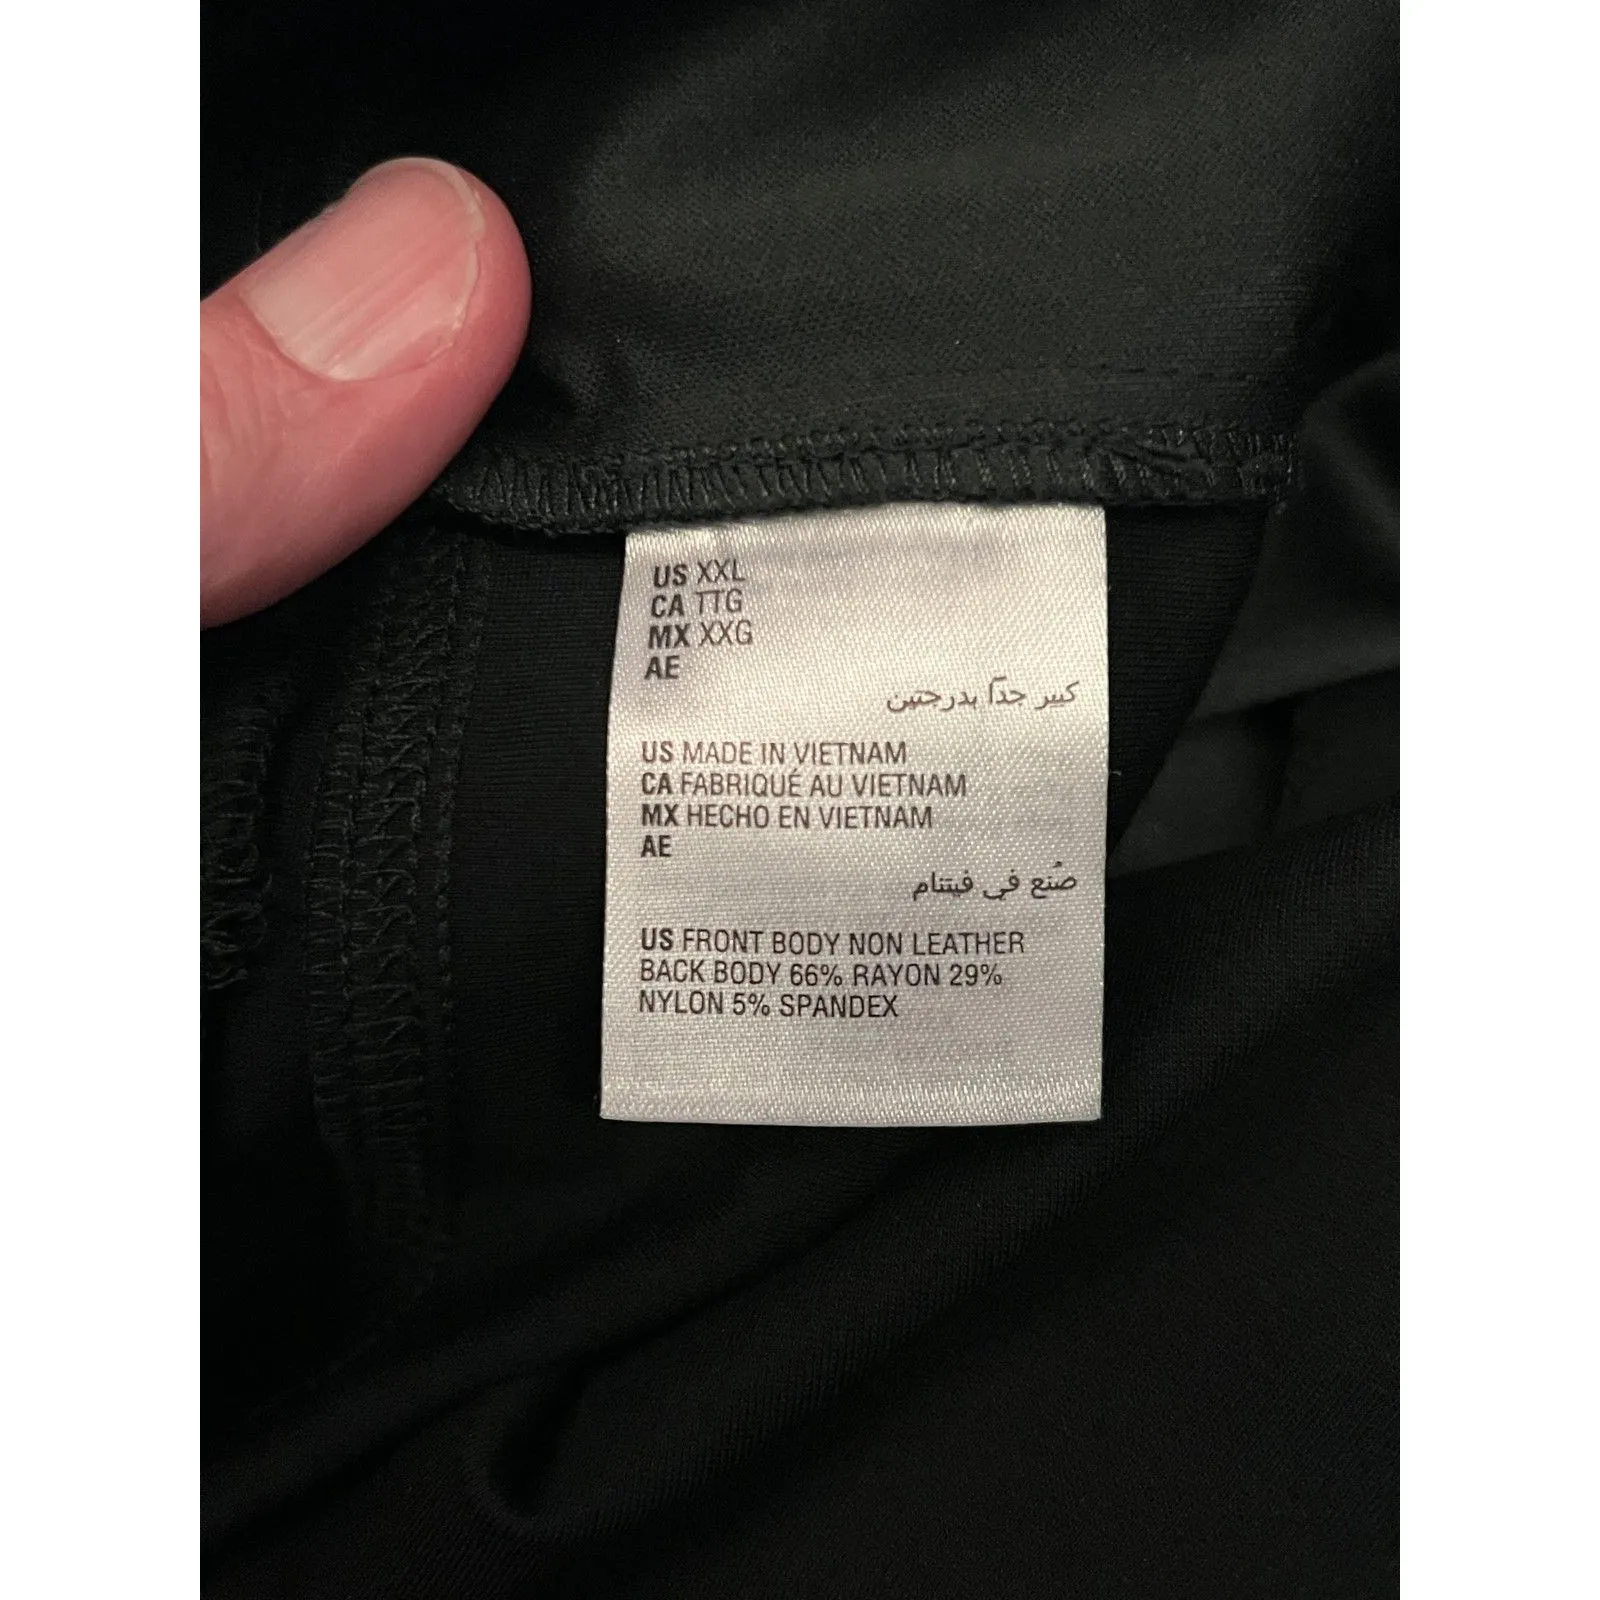 US XXL
CA TTG
MX XXG
AE
كبير جداً بدرجتين
US MADE IN VIETNAM
CA FABRIQUÉ AU VIETNAM
MX HECHO EN VIETNAM
AE
صُنع في فيتنام
US FRONT BODY NON LEATHER
BACK BODY 66% RAYON 29%
NYLON 5% SPANDEX